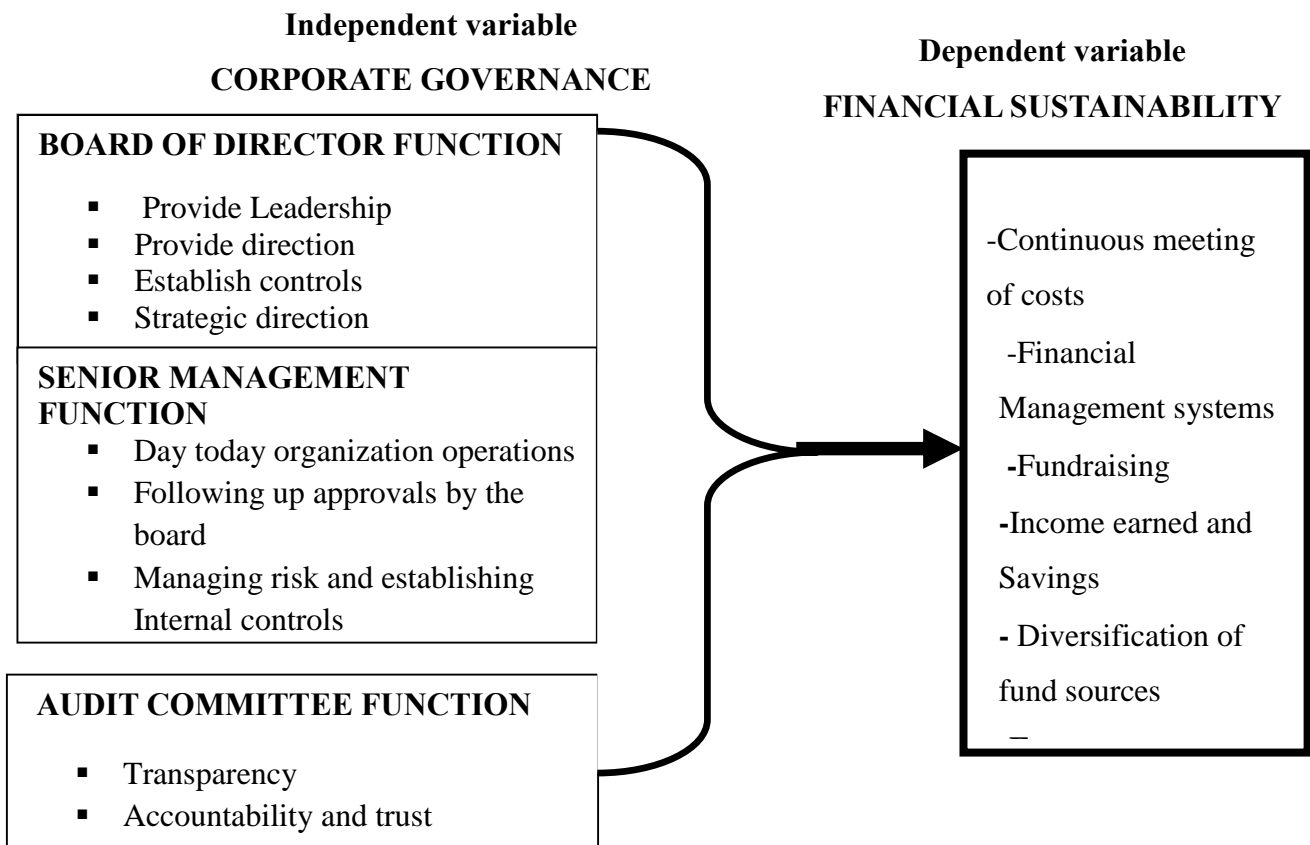 Independent variable
CORPORATE GOVERNANCE
BOARD OF DIRECTOR FUNCTION
▪ Provide Leadership
▪ Provide direction
▪ Establish controls
▪ Strategic direction
SENIOR MANAGEMENT
FUNCTION
▪ Day today organization operations
▪ Following up approvals by the
board
▪ Managing risk and establishing
Internal controls
AUDIT COMMITTEE FUNCTION
▪ Transparency
▪ Accountability and trust
Dependent variable
FINANCIAL SUSTAINABILITY
-Continuous meeting
of costs
-Financial
Management systems
-Fundraising
-Income earned and
Savings
- Diversification of
fund sources